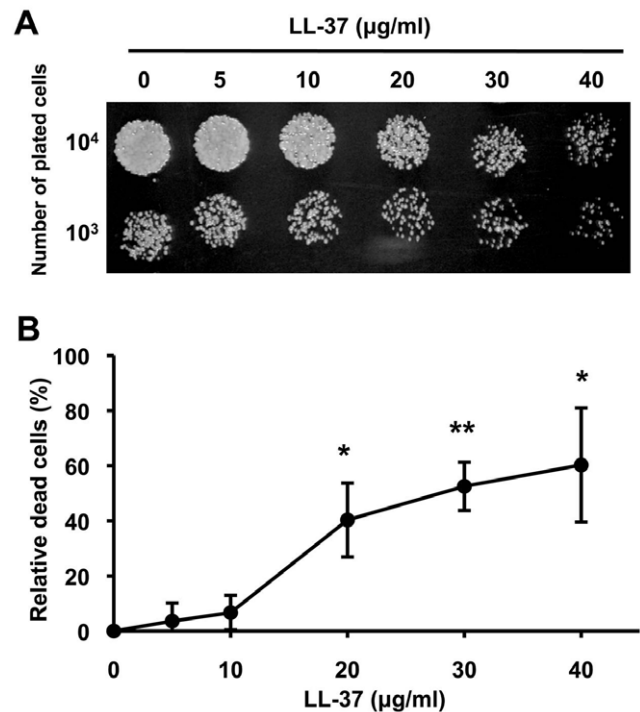 A
LL-37 (µg/ml)
0 5 10 20 30 40
Number of plated cells
10⁴
10³
B
Relative dead cells (%)
100
80
60
40
20
0
* ** *
0 10 20 30 40
LL-37 (µg/ml)